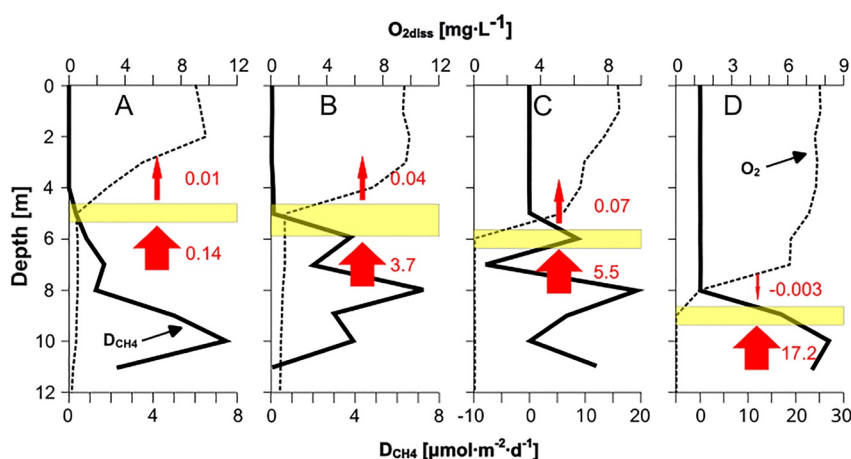 O2diss [mg·L-1]
0 4 8 12 0 4 8 12 0 4 8 12 0 3 6 9
A B C D
0
2
4
6
8
10
12
Depth [m]
O2
0.01 0.04 0.07 -0.003
0.14 3.7 5.5 17.2
DCH4
0 4 8 0 4 8 -10 0 10 20 0 10 20 30
DCH4 [µmol·m-2·d-1]